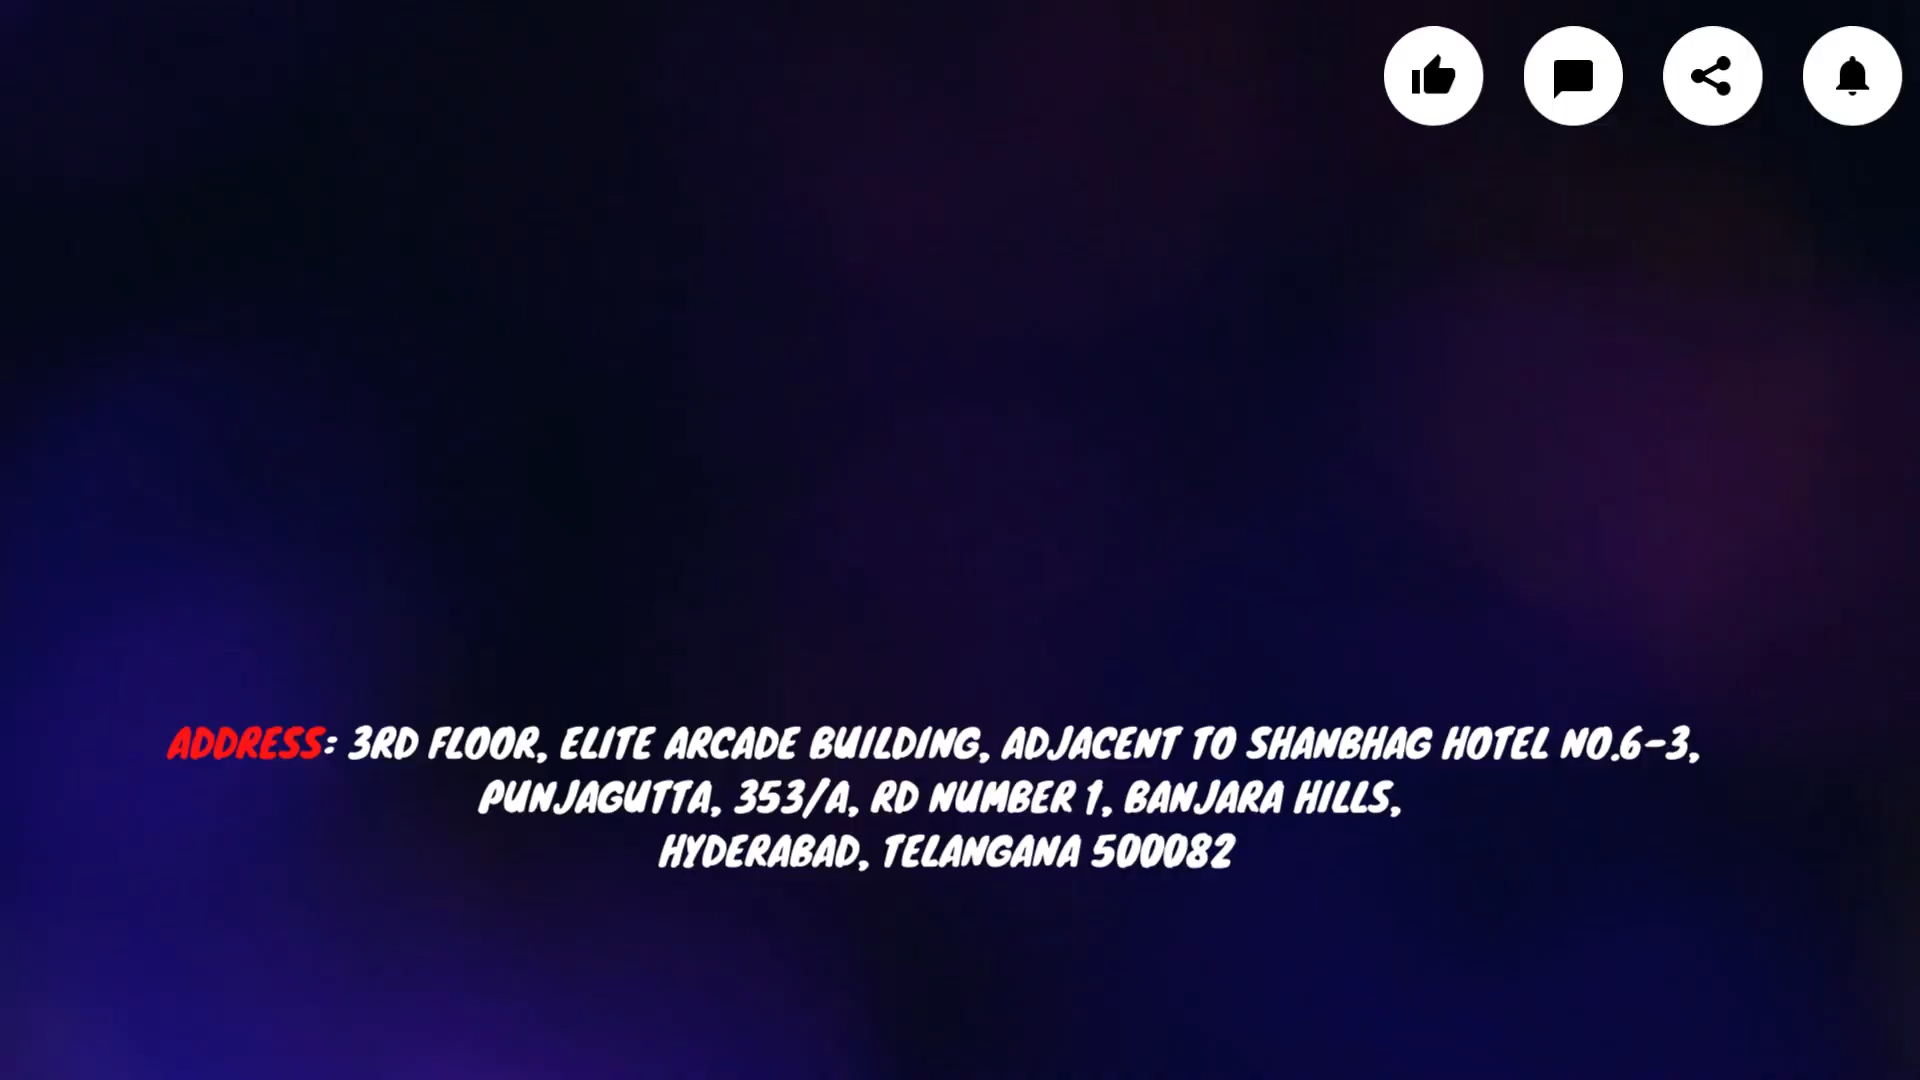 ADDRESS: 3RD FLOOR, ELITE ARCADE BUILDING, ADJACENT TO SHANBHAG HOTEL NO.6-3,
PUNJAGUTTA, 353/A, RD NUMBER 1, BANJARA HILLS,
HYDERABAD, TELANGANA 500082